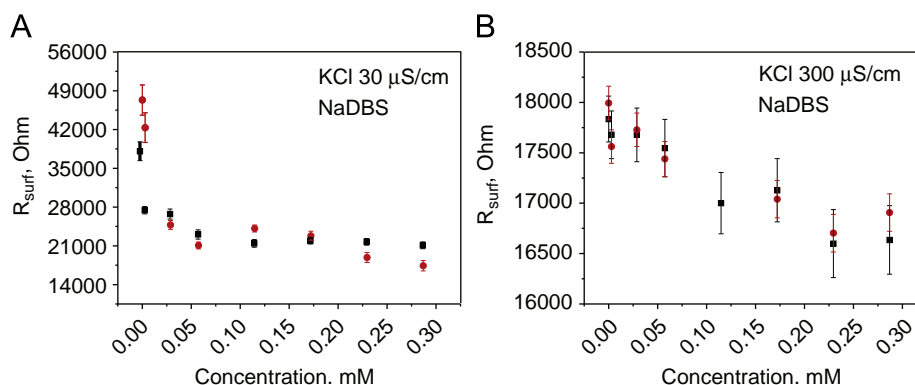 A
56000
49000
42000
35000
28000
21000
14000
R_surf, Ohm
KCl 30 μS/cm
NaDBS
0.00
0.05
0.10
0.15
0.20
0.25
0.30
Concentration, mM
B
18500
18000
17500
17000
16500
16000
R_surf, Ohm
KCl 300 μS/cm
NaDBS
0.00
0.05
0.10
0.15
0.20
0.25
0.30
Concentration, mM